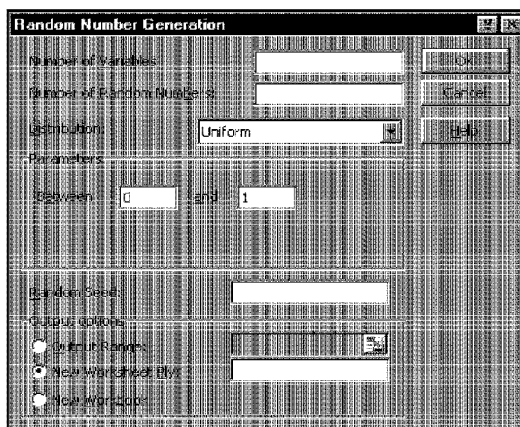 Random Number Generation
Number of Variables:
OK
Number of Random Numbers:
Cancel
Distribution:
Uniform
Help
Parameters
Between
0
and
1
Random Seed:
Output options
Output Range:
New Worksheet Ply:
New Workbook